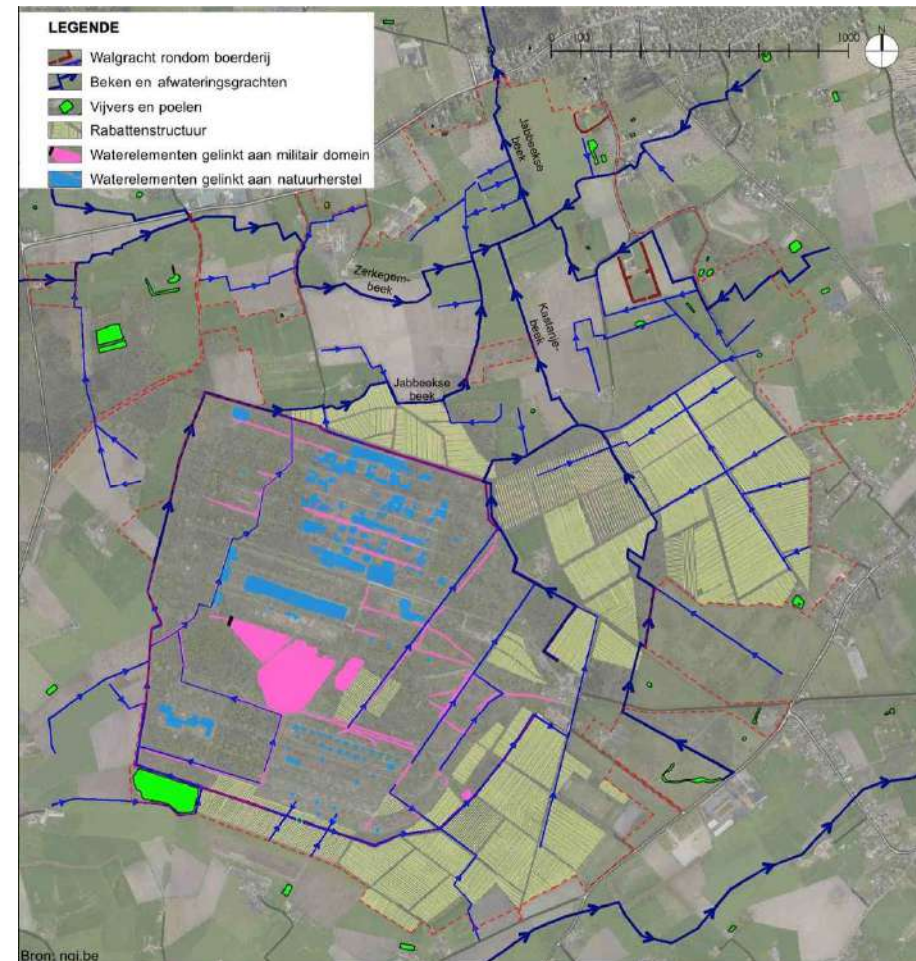 LEGENDE
Walgracht rondom boerderij
Beken en afwateringsgrachten
Vijvers en poelen
Rabattenstructuur
Waterelementen gelinkt aan militair domein
Waterelementen gelinkt aan natuurherstel
0 100 1000
N
Jabbeekse
beek
Zerkegem-
beek
Kastanje-
beek
Jabbeekse
beek
Bron: ngi.be